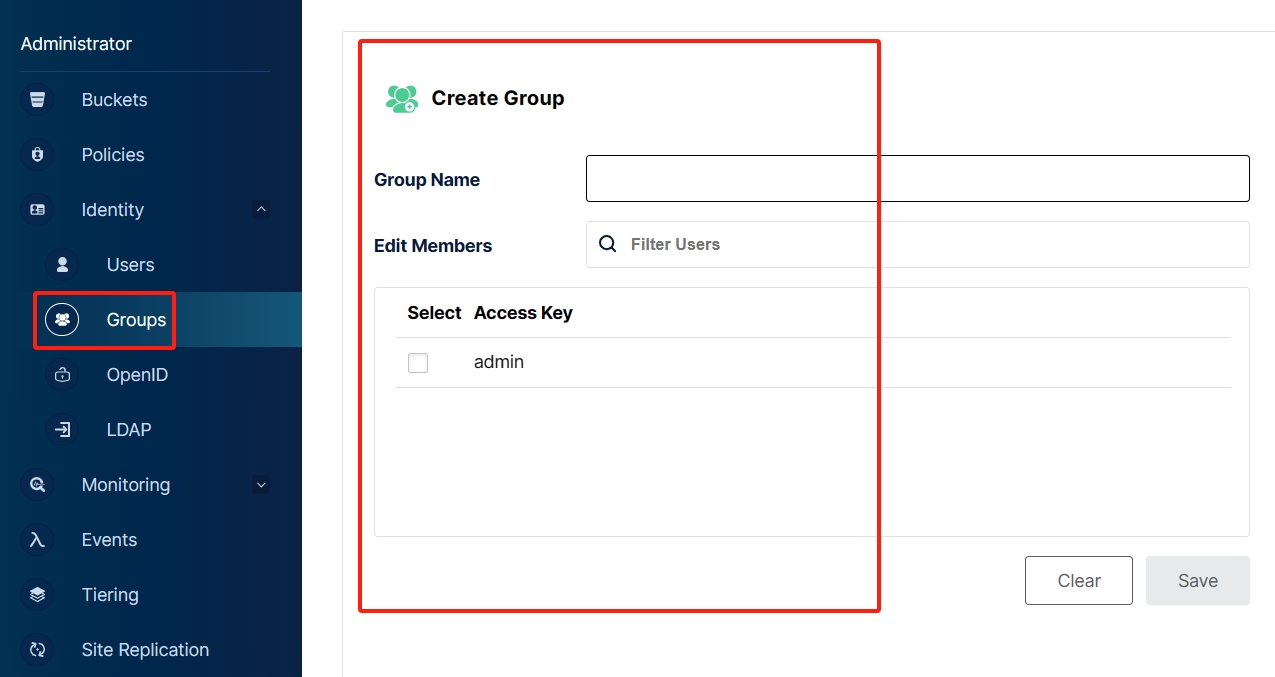 Administrator
Buckets
Policies
Identity
Users
Groups
OpenID
LDAP
Monitoring
Events
Tiering
Site Replication
Create Group
Group Name
Edit Members
Filter Users
Select Access Key
admin
Clear
Save